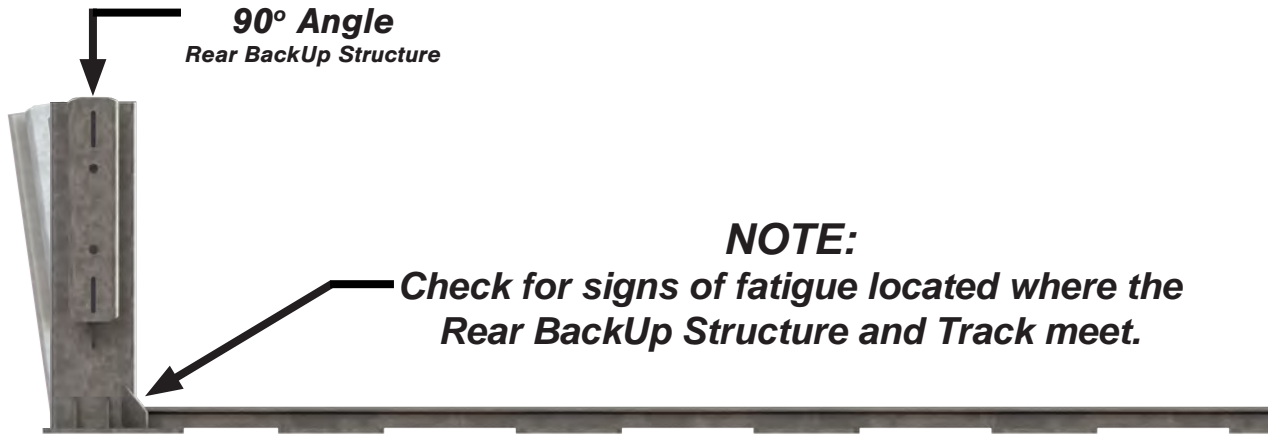 90º Angle
Rear BackUp Structure
NOTE:
Check for signs of fatigue located where the
Rear BackUp Structure and Track meet.